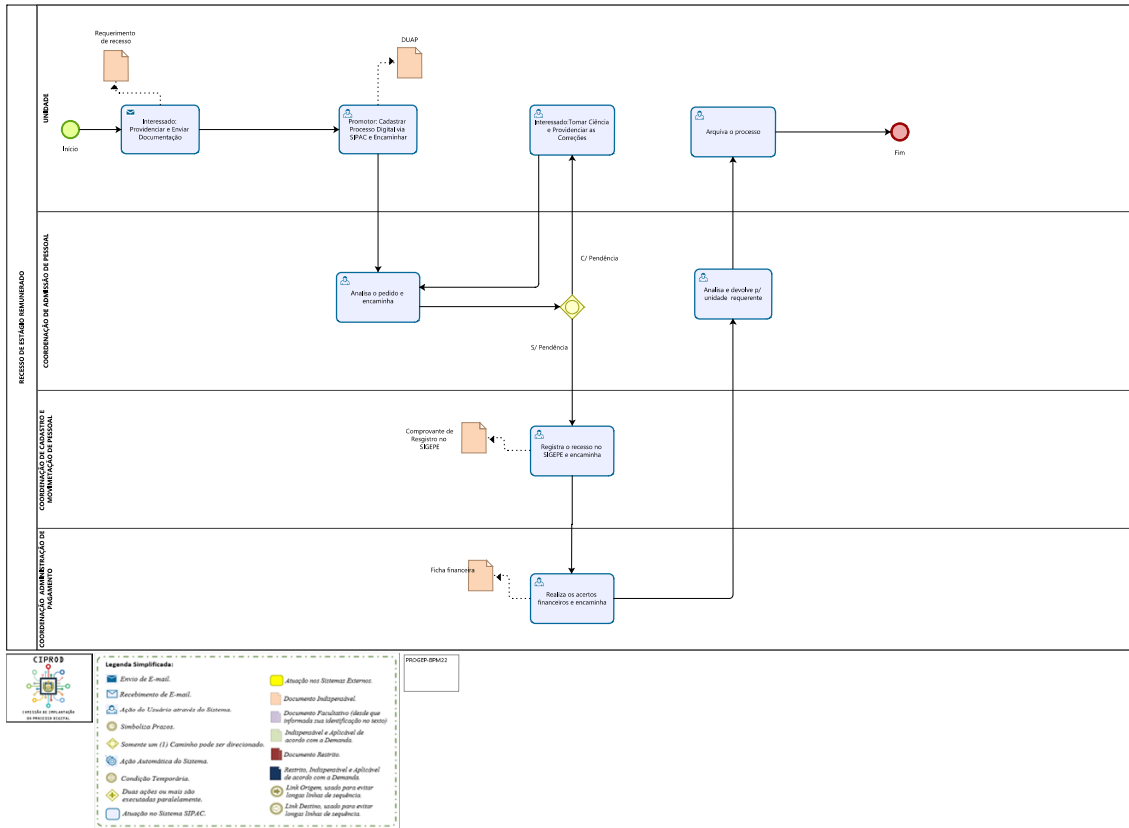 RECESSO DE ESTÁGIO REMUNERADO
UNIDADE
Requerimento
de recesso
DUAP
Início
Interessado:
Providenciar e Enviar
Documentação
Promotor: Cadastrar
Processo Digital via
SIPAC e Encaminhar
Interessado:Tomar Ciência
e Providenciar as
Correções
Arquiva o processo
Fim
COORDENAÇÃO DE ADMISSÃO DE PESSOAL
C/ Pendência
Analisa o pedido e
encaminha
Analisa e devolve p/
unidade requerente
S/ Pendência
COORDENAÇÃO DE CADASTRO E
MOVIMETAÇÃO DE PESSOAL
Comprovante de
Resgistro no
SIGEPE
Registra o recesso no
SIGEPE e encaminha
COORDENAÇÃO ADMINISTRAÇÃO DE
PAGAMENTO
Ficha financeira
Realiza os acertos
financeiros e encaminha
CIPROD
COMISSÃO DE IMPLANTAÇÃO
DO PROCESSO DIGITAL
Legenda Simplificada:
Envio de E-mail.
Recebimento de E-mail.
Ação do Usuário através do Sistema.
Simboliza Prazos.
Somente um (1) Caminho pode ser direcionado.
Ação Automática do Sistema.
Condição Temporária.
Duas ações ou mais são
executadas paralelamente.
Atuação no Sistema SIPAC.
Atuação nos Sistemas Externos.
Documento Indispensável.
Documento Facultativo (desde que
informada sua identificação no texto)
Indispensável e Aplicável de
acordo com a Demanda.
Documento Restrito.
Restrito, Indispensável e Aplicável
de acordo com a Demanda.
Link Origem, usado para evitar
longas linhas de sequência.
Link Destino, usado para evitar
longas linhas de sequência.
PROGEP-BPM22